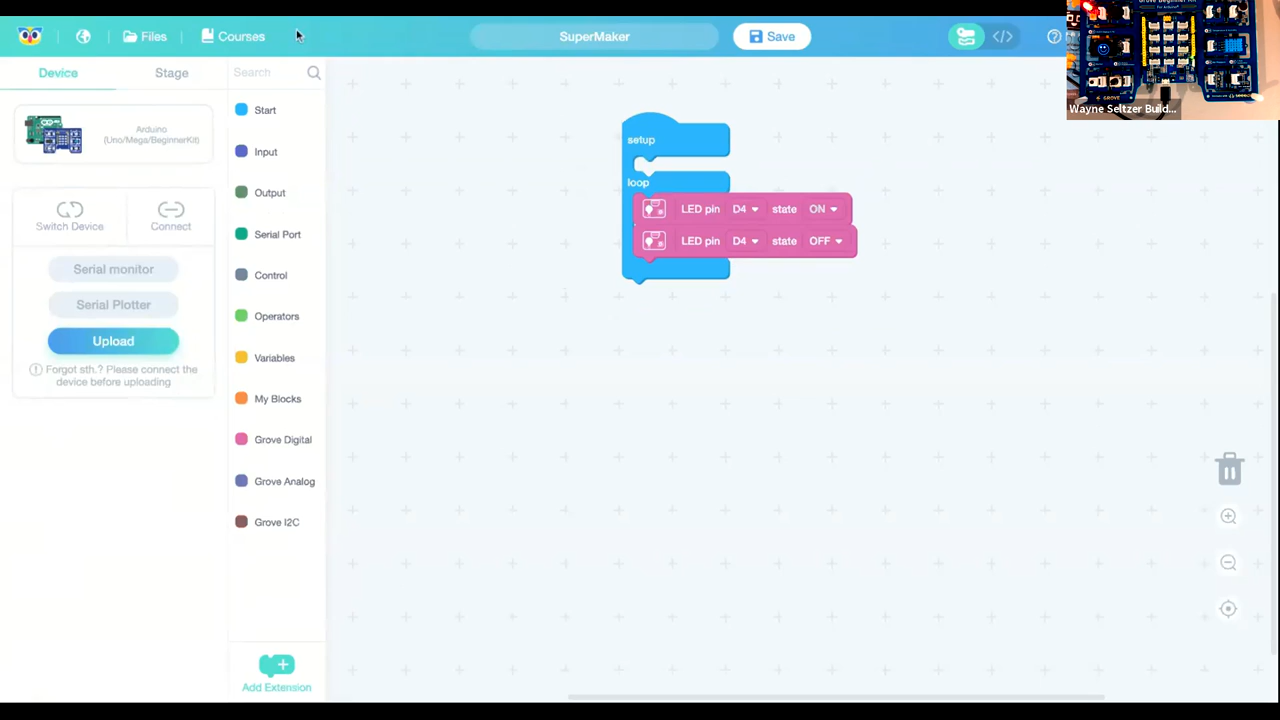 Files
Courses
SuperMaker
Save
Wayne Seltzer Build...
GROVE
Device
Stage
Search
Arduino
(Uno/Mega/BeginnerKit)
Switch Device
Connect
Serial monitor
Serial Plotter
Upload
Forgot sth.? Please connect the
device before uploading
Start
Input
Output
Serial Port
Control
Operators
Variables
My Blocks
Grove Digital
Grove Analog
Grove I2C
Add Extension
setup
loop
LED pin D4 state ON
LED pin D4 state OFF